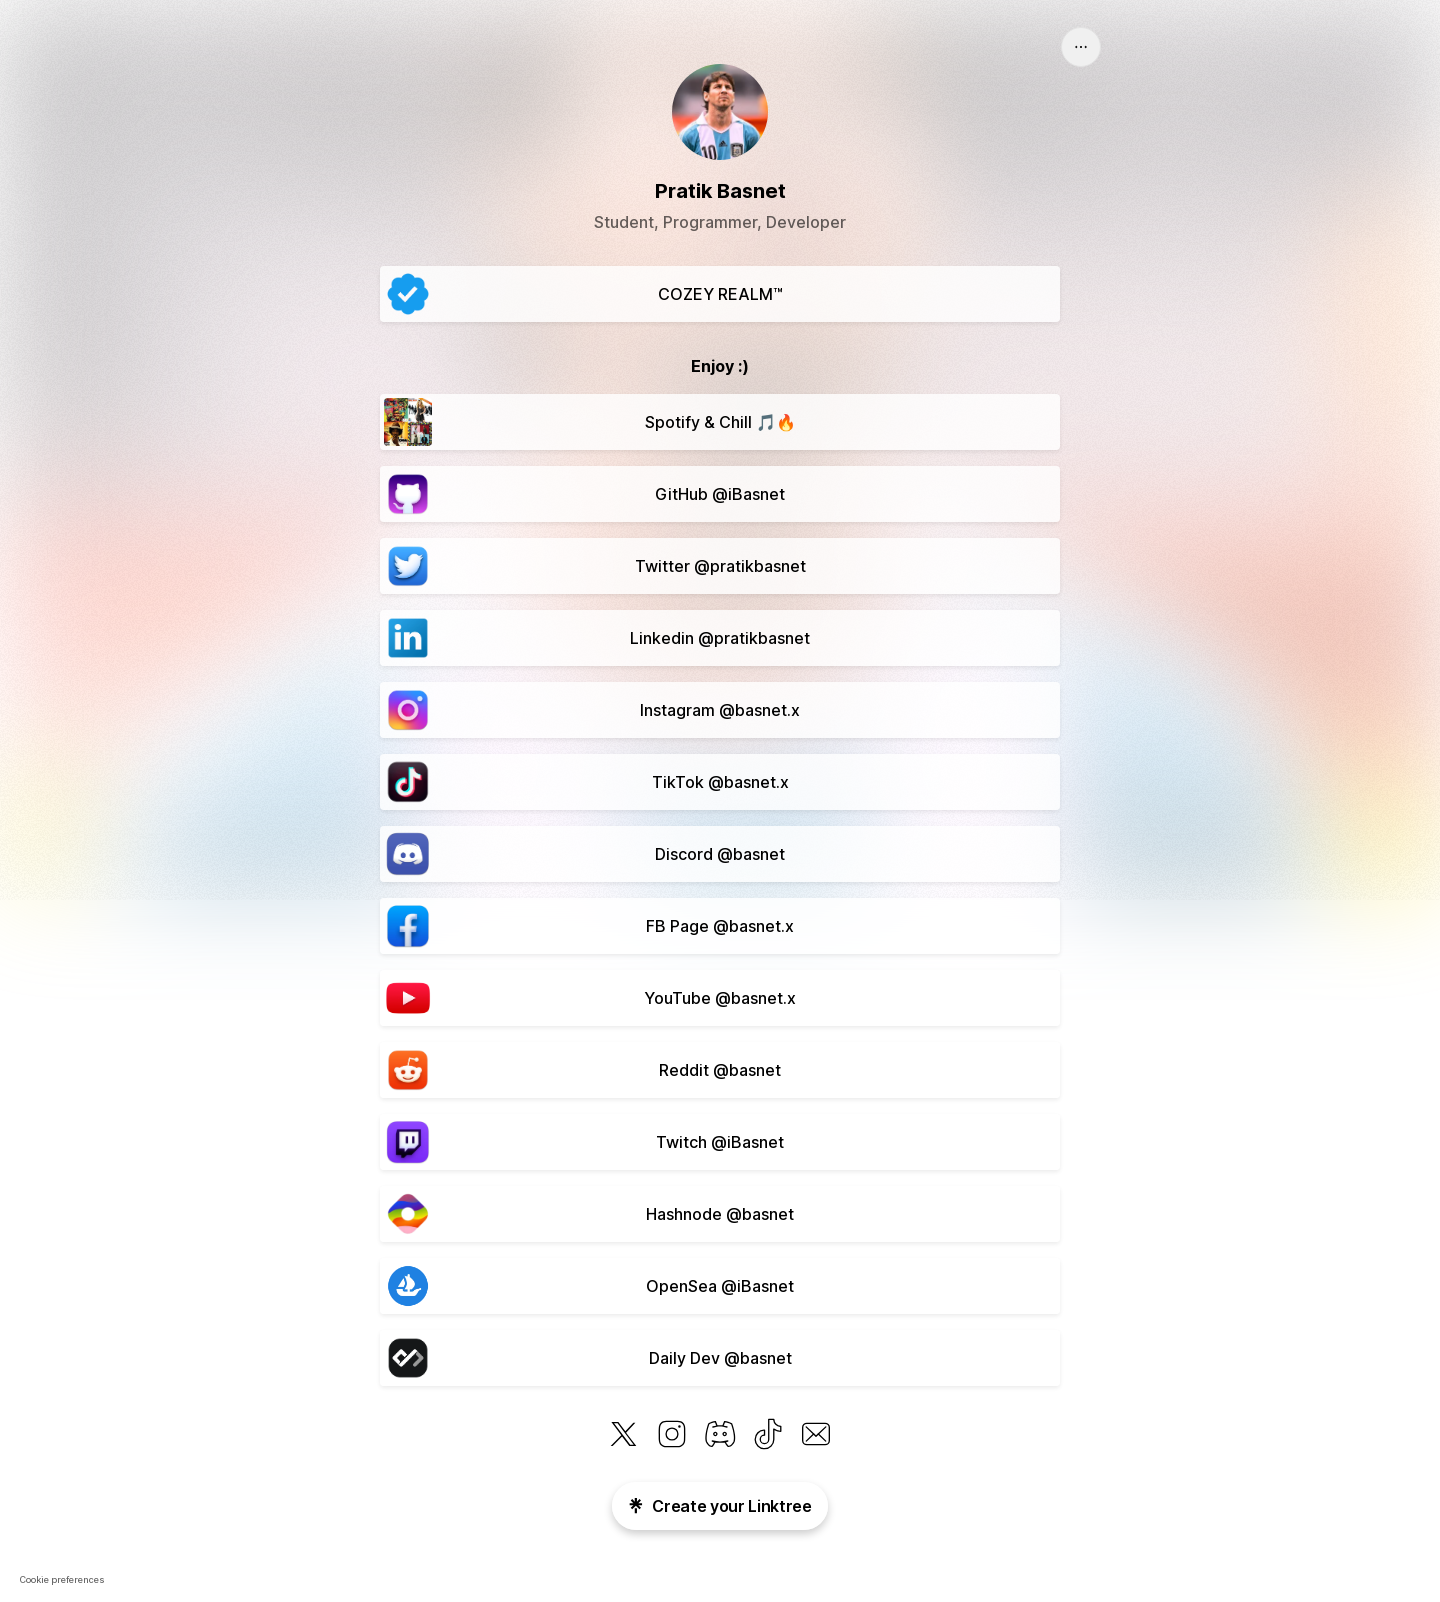 10
Pratik Basnet
Student, Programmer, Developer
COZEY REALM™
Enjoy :)
Spotify & Chill 🎵🔥
GitHub @iBasnet
Twitter @pratikbasnet
Linkedin @pratikbasnet
Instagram @basnet.x
TikTok @basnet.x
Discord @basnet
FB Page @basnet.x
YouTube @basnet.x
Reddit @basnet
Twitch @iBasnet
Hashnode @basnet
OpenSea @iBasnet
Daily Dev @basnet
Create your Linktree
Cookie preferences